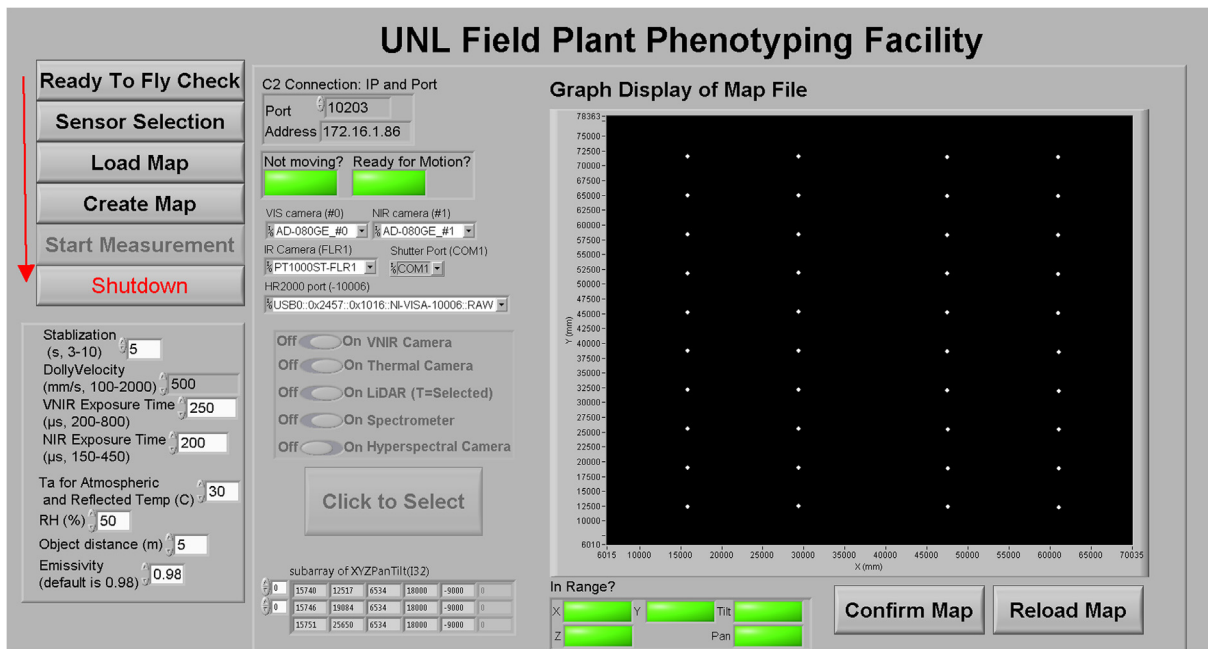 UNL Field Plant Phenotyping Facility
Ready To Fly Check
Sensor Selection
Load Map
Create Map
Start Measurement
Shutdown
Stablization
(s, 3-10) 5
DollyVelocity
(mm/s, 100-2000) 500
VNIR Exposure Time 250
(µs, 200-800)
NIR Exposure Time 200
(µs, 150-450)
Ta for Atmospheric
and Reflected Temp (C) 30
RH (%) 50
Object distance (m) 5
Emissivity
(default is 0.98) 0.98
C2 Connection: IP and Port
Port 10203
Address 172.16.1.86
Not moving? Ready for Motion?
VIS camera (#0) NIR camera (#1)
AD-080GE_#0 AD-080GE_#1
IR Camera (FLR1) Shutter Port (COM1)
PT1000ST-FLR1 COM1
HR2000 port (-10006)
USB0::0x2457::0x1016::NI-VISA-10006::RAW
Off On VNIR Camera
Off On Thermal Camera
Off On LiDAR (T=Selected)
Off On Spectrometer
Off On Hyperspectral Camera
Click to Select
subarray of XYZPanTilt(I32)
0 15740 12517 6534 18000 -9000 0
0 15746 19084 6534 18000 -9000 0
15751 25650 6534 18000 -9000 0
Graph Display of Map File
78363
75000
72500
70000
67500
65000
62500
60000
57500
55000
52500
50000
47500
45000
42500
40000
37500
35000
32500
30000
27500
25000
22500
20000
17500
15000
12500
10000
6010
Y (mm)
6015 10000 15000 20000 25000 30000 35000 40000 45000 50000 55000 60000 65000 70035
X (mm)
In Range?
X Y Tilt
Z Pan
Confirm Map
Reload Map